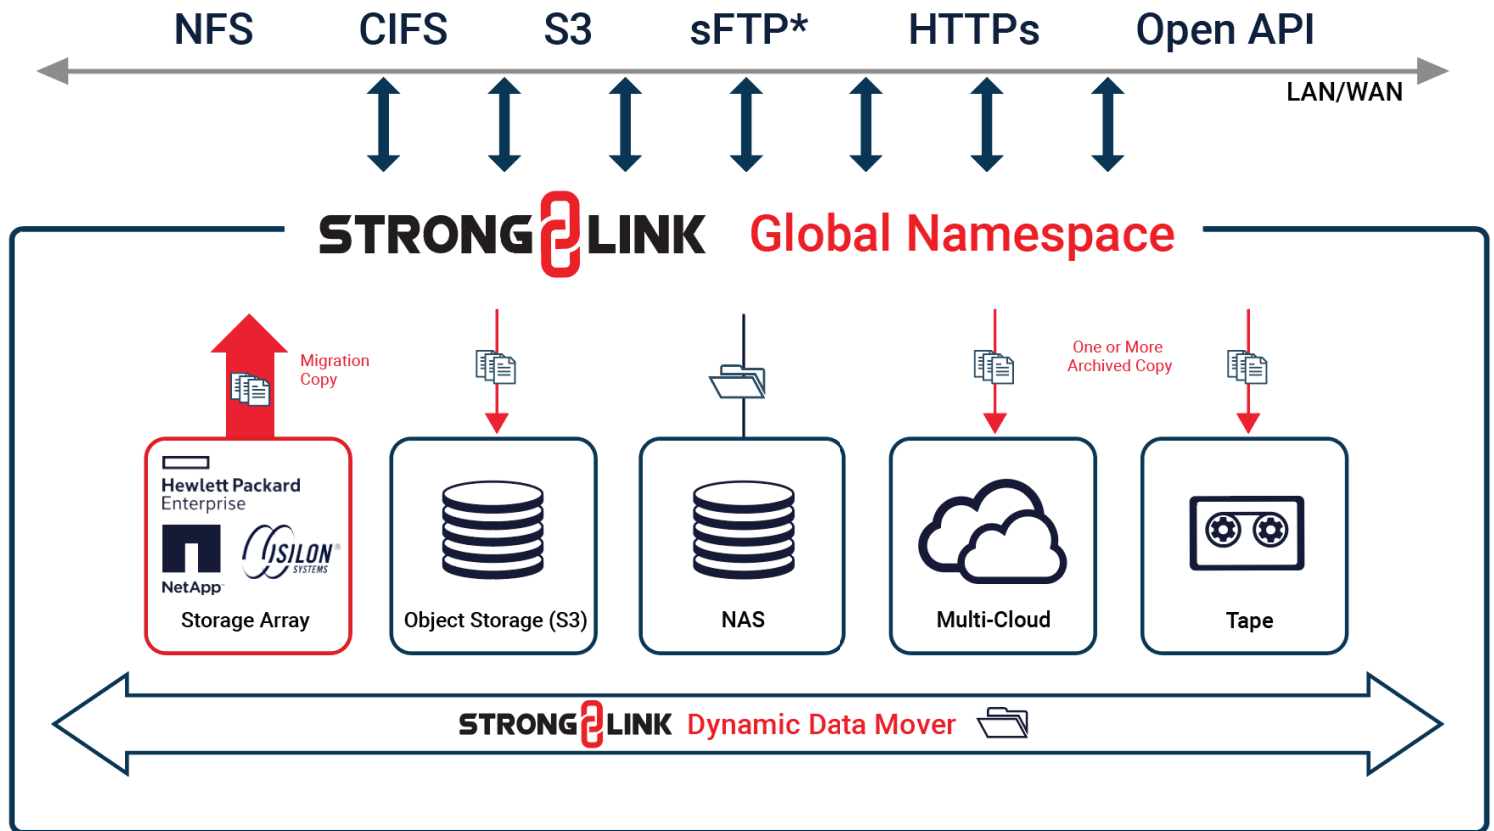 NFS CIFS S3 sFTP* HTTPs Open API
LAN/WAN
STRONG LINK Global Namespace
Migration
Copy
One or More
Archived Copy
Hewlett Packard
Enterprise
NetApp™
ISILON®
SYSTEMS
Storage Array
Object Storage (S3)
NAS
Multi-Cloud
Tape
STRONG LINK Dynamic Data Mover